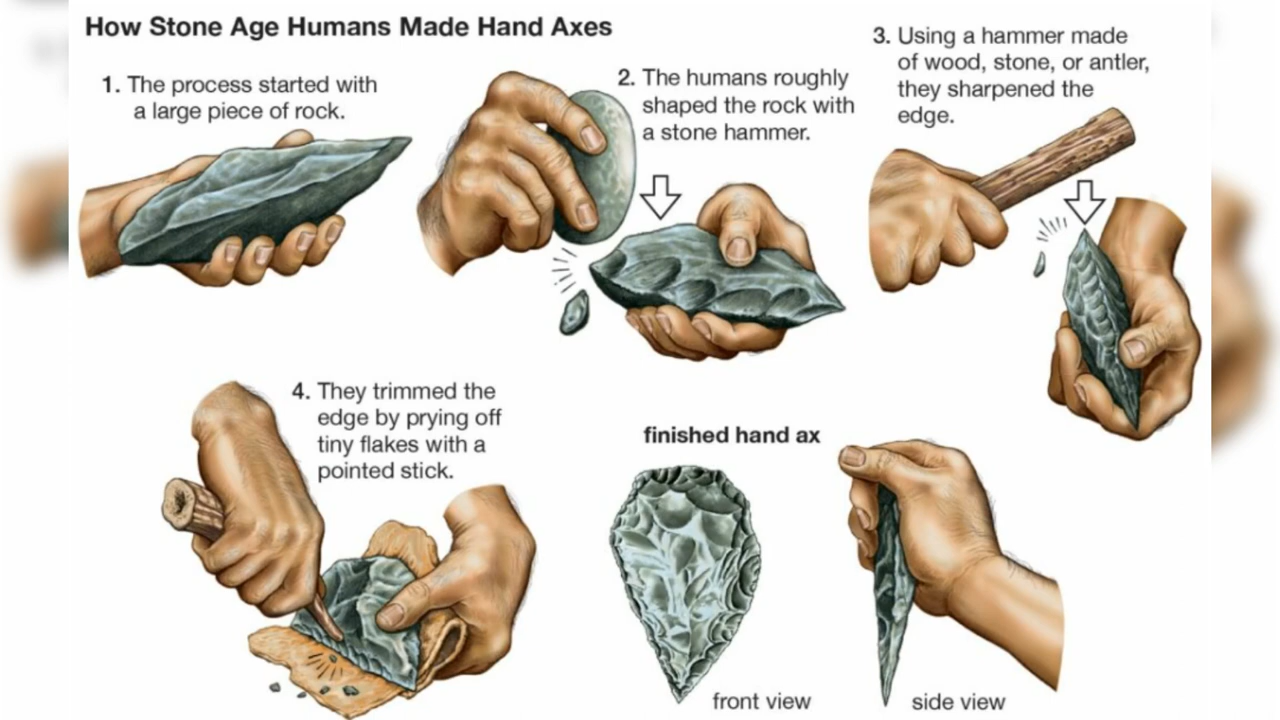 How Stone Age Humans Made Hand Axes
1. The process started with
a large piece of rock.
2. The humans roughly
shaped the rock with
a stone hammer.
3. Using a hammer made
of wood, stone, or antler,
they sharpened the
edge.
4. They trimmed the
edge by prying off
tiny flakes with a
pointed stick.
finished hand ax
front view
side view